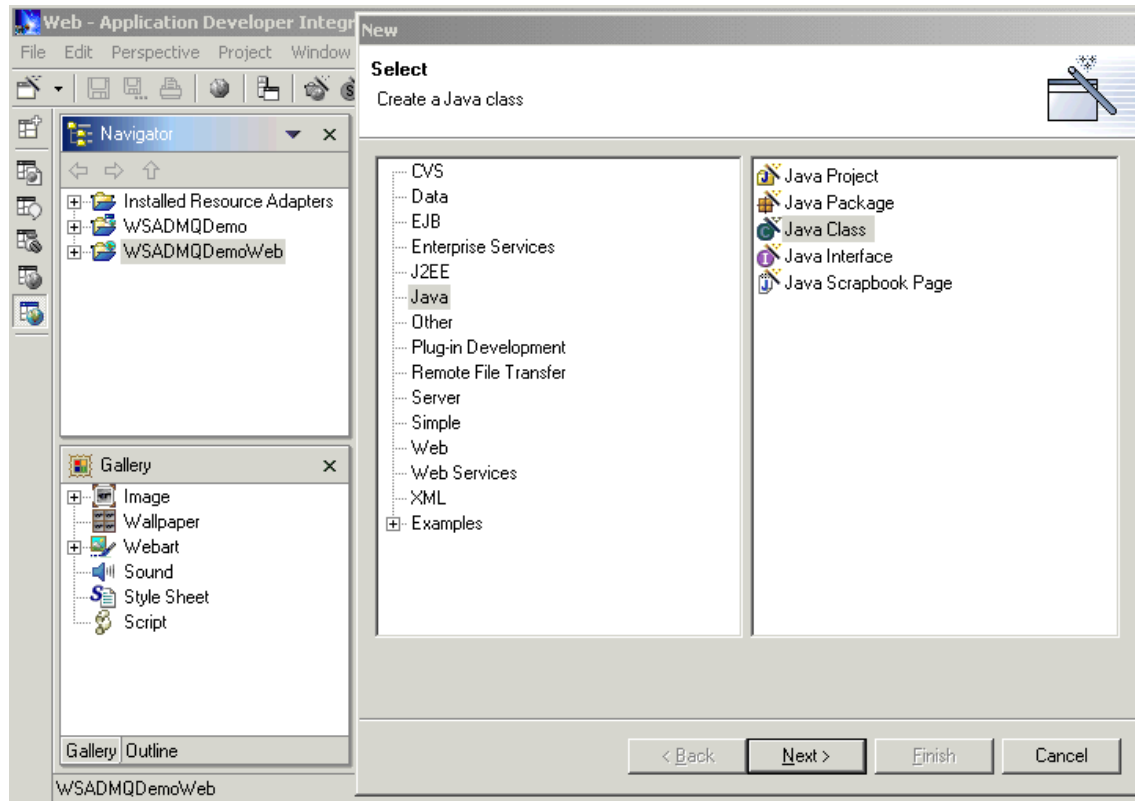 Web - Application Developer Integr
File Edit Perspective Project Window
Navigator
Installed Resource Adapters
WSADMQDemo
WSADMQDemoWeb
Gallery
Image
Wallpaper
Webart
Sound
Style Sheet
Script
Gallery Outline
WSADMQDemoWeb
New
Select
Create a Java class
CVS
Data
EJB
Enterprise Services
J2EE
Java
Other
Plug-in Development
Remote File Transfer
Server
Simple
Web
Web Services
XML
Examples
Java Project
Java Package
Java Class
Java Interface
Java Scrapbook Page
< Back Next > Finish Cancel